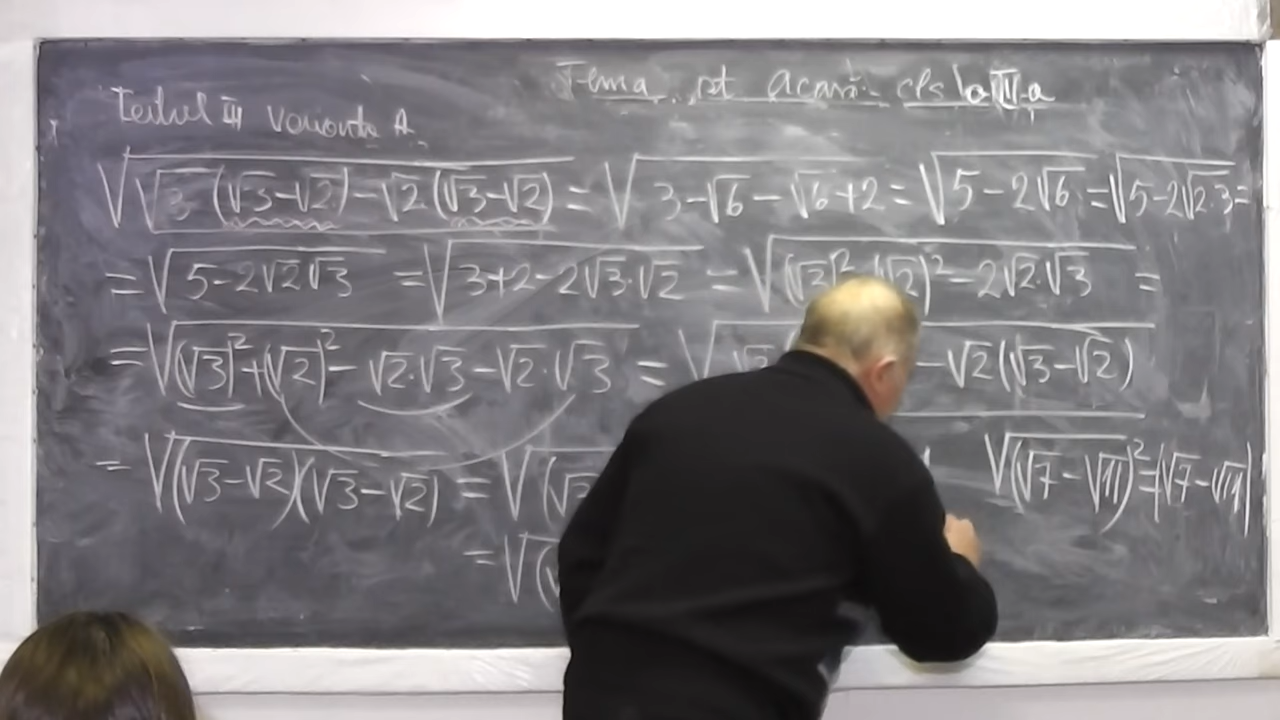 Tema pt acasă cls a VII-a
Testul III varianta A
√(√3(√3-√2)-√2(√3-√2)) = √(3-√6-√6+2) = √(5-2√6) = √(5-2√2·3) =
= √(5-2√2√3) = √(3+2-2√3·√2) = √((√3)² (√2)²-2√2·√3) =
= √((√3)²+(√2)²-√2·√3-√2·√3) = √(√3 -√2(√3-√2))
= √((√3-√2)(√3-√2)) = √( √((√7-√11)²=|√7-√11|
= √(